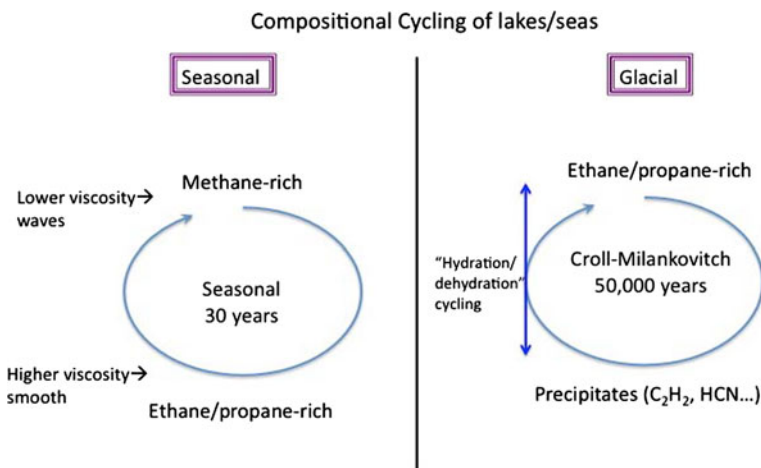 Compositional Cycling of lakes/seas
Seasonal
Lower viscosity→
waves
Methane-rich
Seasonal
30 years
Higher viscosity→
smooth
Ethane/propane-rich
Glacial
Ethane/propane-rich
"Hydration/
dehydration"
cycling
Croll-Milankovitch
50,000 years
Precipitates (C₂H₂, HCN…)